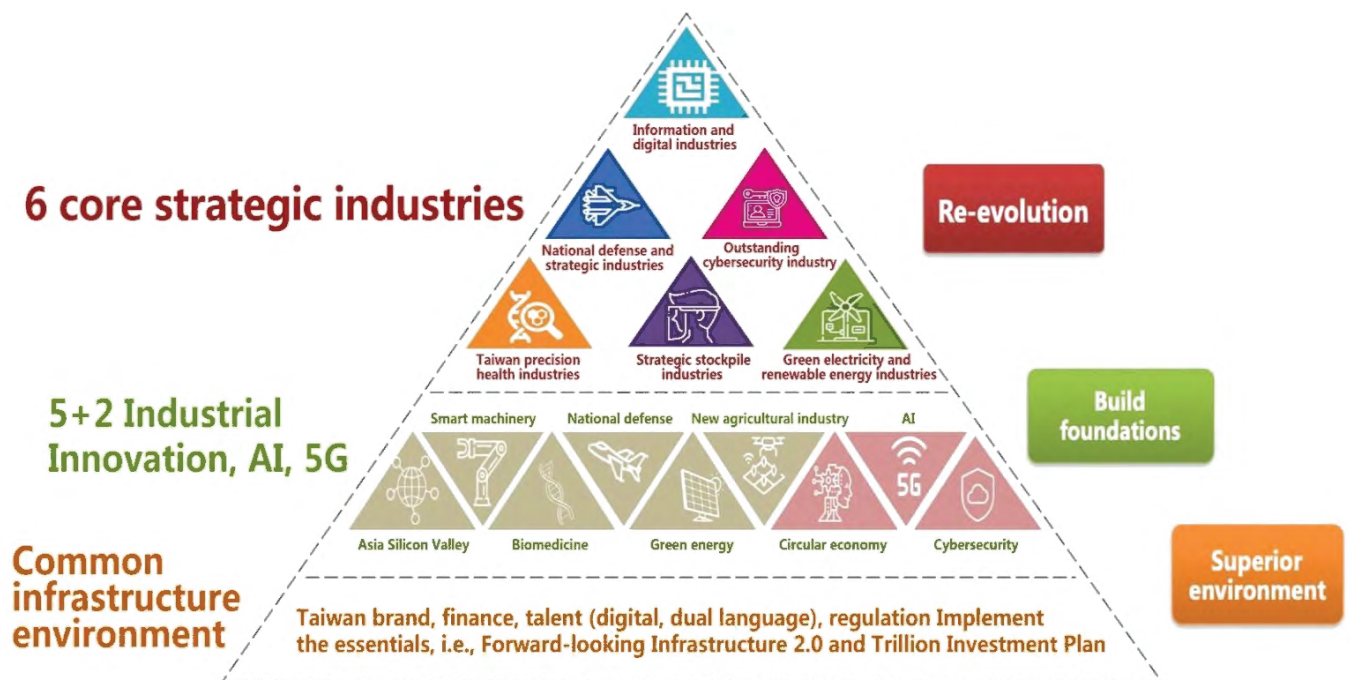 Information and
digital industries
6 core strategic industries
Re-evolution
National defense and
strategic industries
Outstanding
cybersecurity industry
Taiwan precision
health industries
Strategic stockpile
industries
Green electricity and
renewable energy industries
5+2 Industrial
Innovation, AI, 5G
Smart machinery
National defense
New agricultural industry
AI
Build
foundations
5G
Asia Silicon Valley
Biomedicine
Green energy
Circular economy
Cybersecurity
Common
infrastructure
environment
Superior
environment
Taiwan brand, finance, talent (digital, dual language), regulation Implement
the essentials, i.e., Forward-looking Infrastructure 2.0 and Trillion Investment Plan